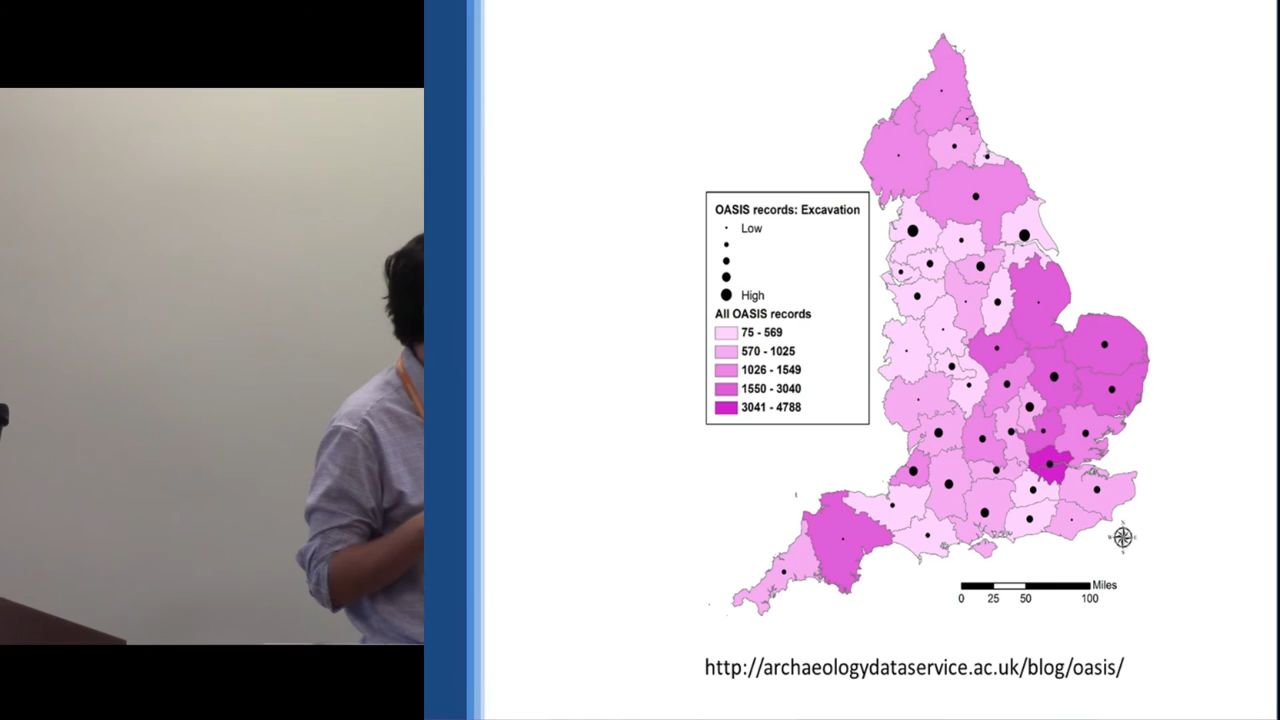 OASIS records: Excavation
Low
High
All OASIS records
75 - 569
570 - 1025
1026 - 1549
1550 - 3040
3041 - 4788
Miles
0 25 50 100
http://archaeologydataservice.ac.uk/blog/oasis/